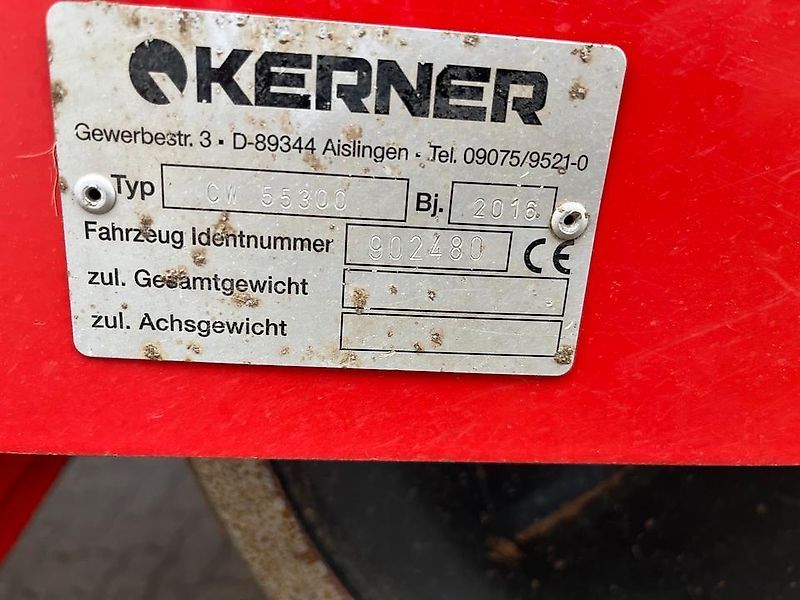 KERNER
Gewerbestr. 3 · D-89344 Aislingen · Tel. 09075/9521-0
Typ CW 55300 Bj. 2016
Fahrzeug Identnummer 902480 CE
zul. Gesamtgewicht
zul. Achsgewicht